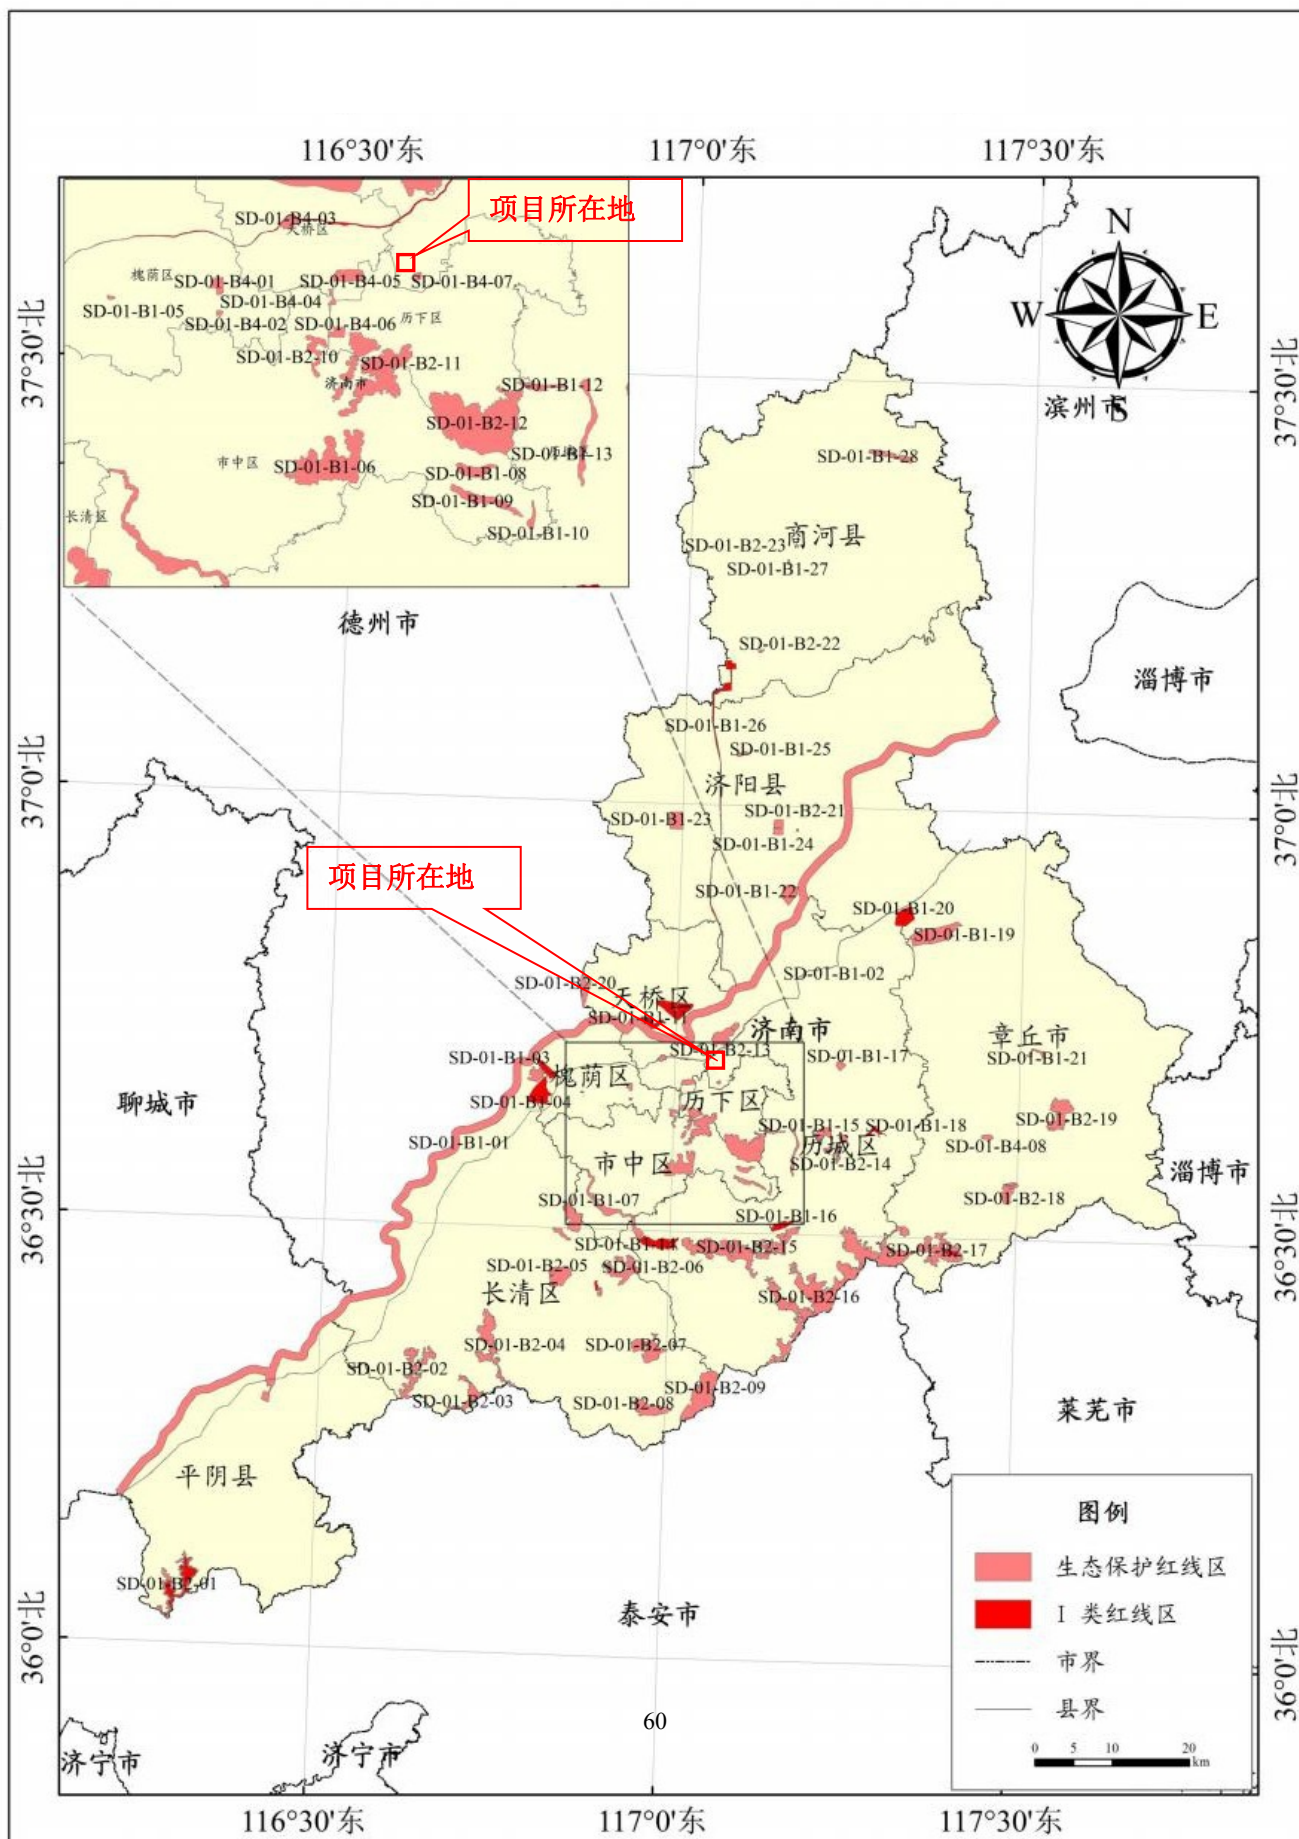 116°30'东
117°0'东
117°30'东
项目所在地
SD-01-B4-03
天桥区
槐荫区
SD-01-B4-01
SD-01-B4-05
SD-01-B4-07
SD-01-B4-04
SD-01-B1-05
SD-01-B4-02
SD-01-B4-06
历下区
SD-01-B2-10
SD-01-B2-11
济南市
SD-01-B1-12
SD-01-B2-12
SD-01-B1-13
市中区
SD-01-B1-06
SD-01-B1-08
SD-01-B1-09
长清区
SD-01-B1-10
N
W
E
S
37°30'北
37°30'北
滨州市
SD-01-B1-28
商河县
SD-01-B2-23
SD-01-B1-27
德州市
SD-01-B2-22
淄博市
SD-01-B1-26
SD-01-B1-25
济阳县
37°0'北
37°0'北
SD-01-B1-23
SD-01-B2-21
SD-01-B1-24
项目所在地
SD-01-B1-22
SD-01-B1-20
SD-01-B1-19
SD-01-B1-02
SD-01-B2-20
天桥区
SD-01-B1-11
济南市
章丘市
SD-01-B2-13
SD-01-B1-03
SD-01-B1-17
SD-01-B1-21
槐荫区
聊城市
SD-01-B1-04
历下区
SD-01-B2-19
SD-01-B1-15
SD-01-B1-18
SD-01-B1-01
历城区
SD-01-B4-08
市中区
SD-01-B2-14
淄博市
SD-01-B1-07
SD-01-B2-18
36°30'北
36°30'北
SD-01-B1-16
SD-01-B1-14
SD-01-B2-15
SD-01-B2-17
SD-01-B2-05
SD-01-B2-06
长清区
SD-01-B2-16
SD-01-B2-04
SD-01-B2-07
SD-01-B2-02
SD-01-B2-09
SD-01-B2-03
SD-01-B2-08
莱芜市
平阴县
SD-01-B2-01
泰安市
36°0'北
36°0'北
图例
生态保护红线区
I 类红线区
市界
县界
0 5 10 20
km
60
济宁市
济宁市
116°30'东
117°0'东
117°30'东